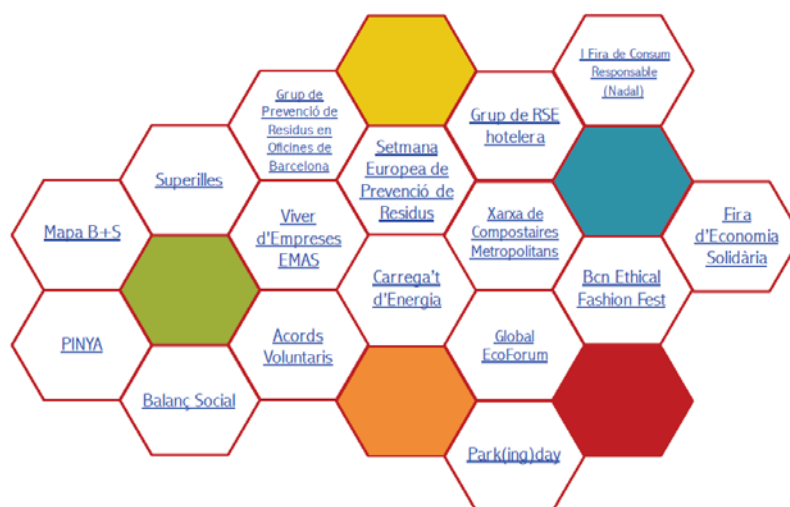 I Fira de Consum
Responsable
(Nadal)
Grup de
Prevenció de
Residus en
Oficines de
Barcelona
Grup de RSE
hotelera
Setmana
Europea de
Prevenció de
Residus
Superilles
Mapa B+S
Viver
d'Empreses
EMAS
Xarxa de
Compostaires
Metropolitans
Fira
d'Economia
Solidària
Carrega't
d'Energia
Bcn Ethical
Fashion Fest
PINYA
Acords
Voluntaris
Global
EcoForum
Balanç Social
Park(ing)day